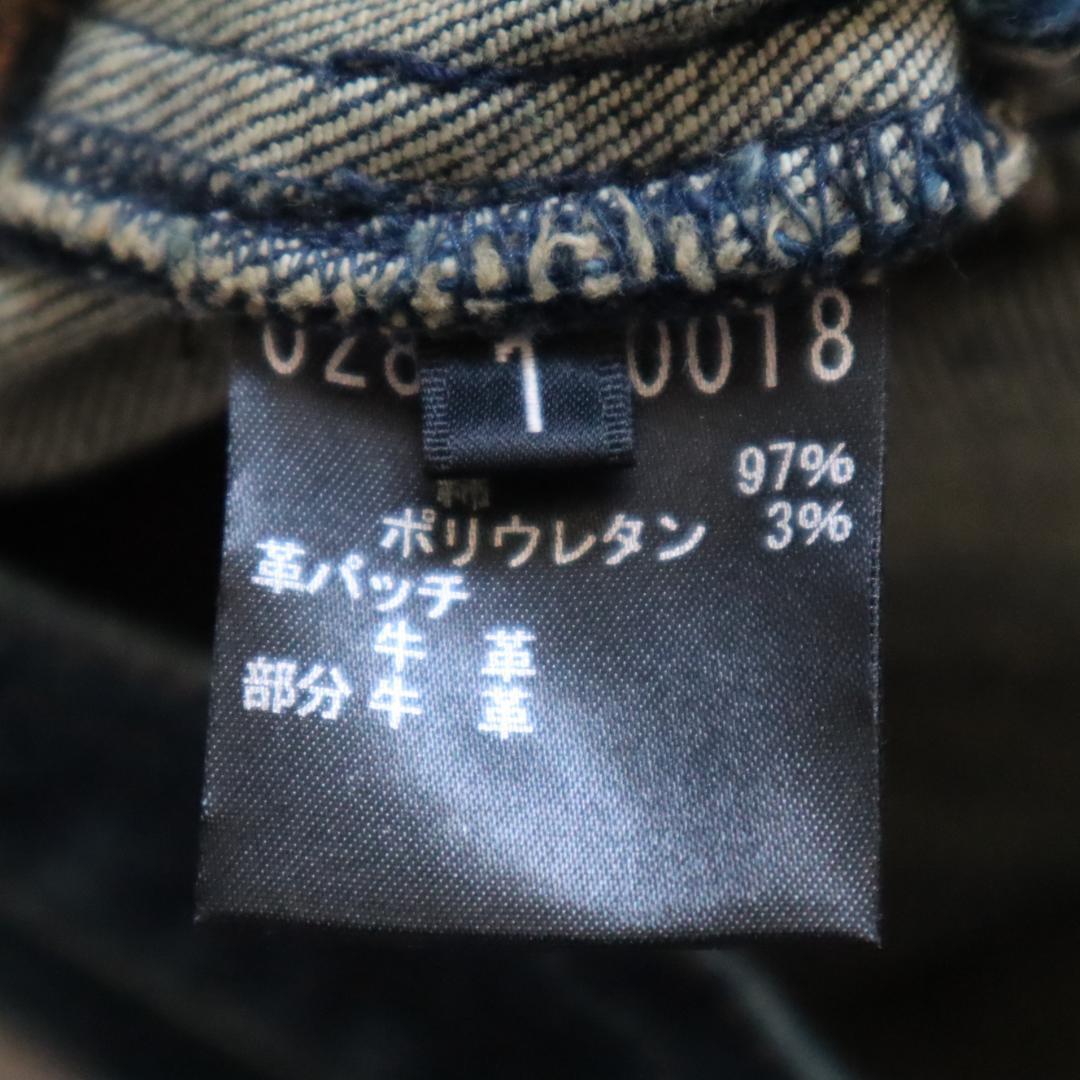 028 0018
1
97%
ポリウレタン 3%
革パッチ
牛 革
部分 牛 革